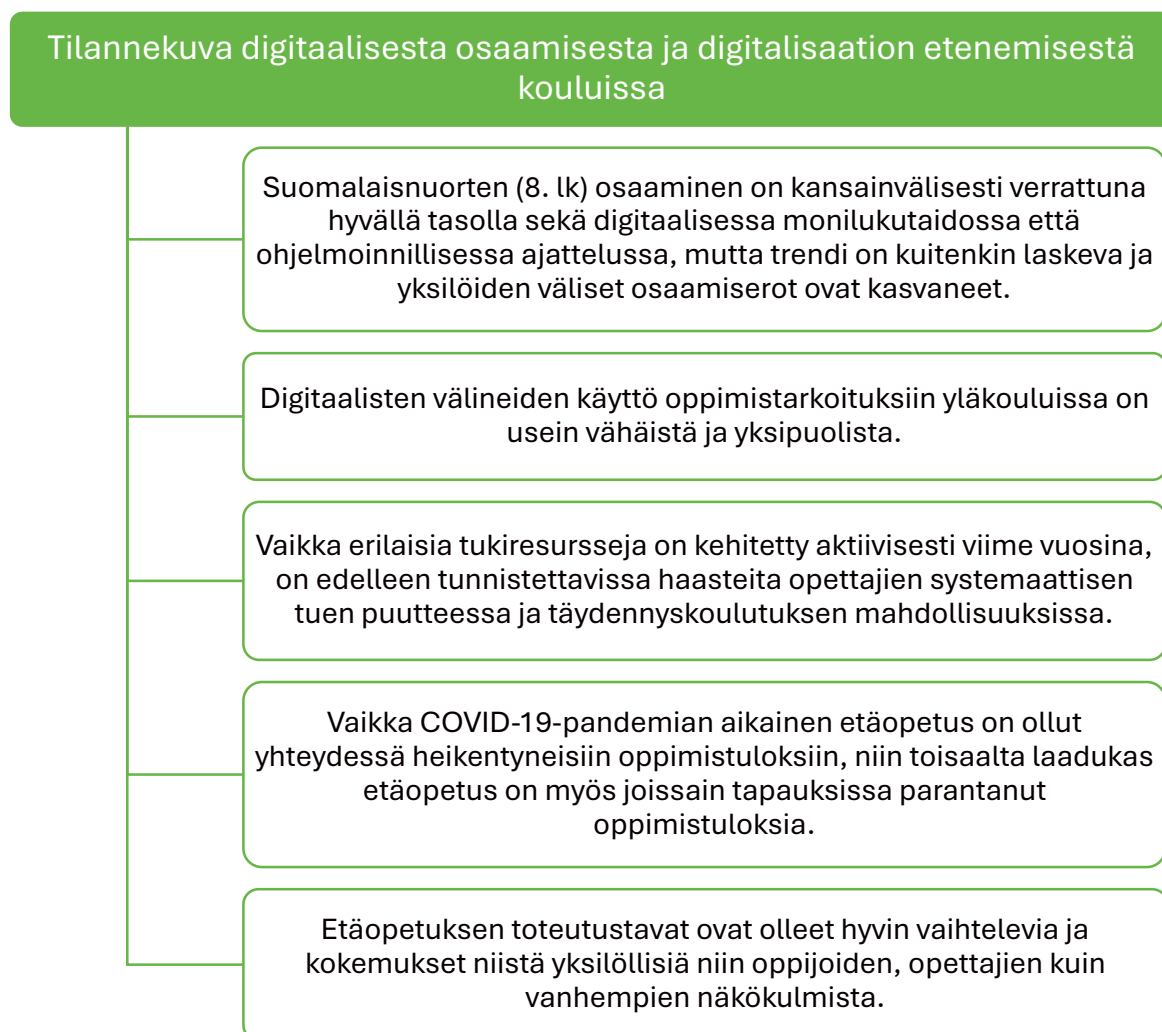 Tilannekuva digitaalisesta osaamisesta ja digitalisaation etenemisestä
kouluissa
Suomalaisnuorten (8. lk) osaaminen on kansainvälisesti verrattuna
hyvällä tasolla sekä digitaalisessa monilukutaidossa että
ohjelmoinnillisessa ajattelussa, mutta trendi on kuitenkin laskeva ja
yksilöiden väliset osaamiserot ovat kasvaneet.
Digitaalisten välineiden käyttö oppimistarkoituksiin yläkouluissa on
usein vähäistä ja yksipuolista.
Vaikka erilaisia tukiresursseja on kehitetty aktiivisesti viime vuosina,
on edelleen tunnistettavissa haasteita opettajien systemaattisen
tuen puutteessa ja täydennyskoulutuksen mahdollisuuksissa.
Vaikka COVID-19-pandemian aikainen etäopetus on ollut
yhteydessä heikentyneisiin oppimistuloksiin, niin toisaalta laadukas
etäopetus on myös joissain tapauksissa parantanut
oppimistuloksia.
Etäopetuksen toteutustavat ovat olleet hyvin vaihtelevia ja
kokemukset niistä yksilöllisiä niin oppijoiden, opettajien kuin
vanhempien näkökulmista.